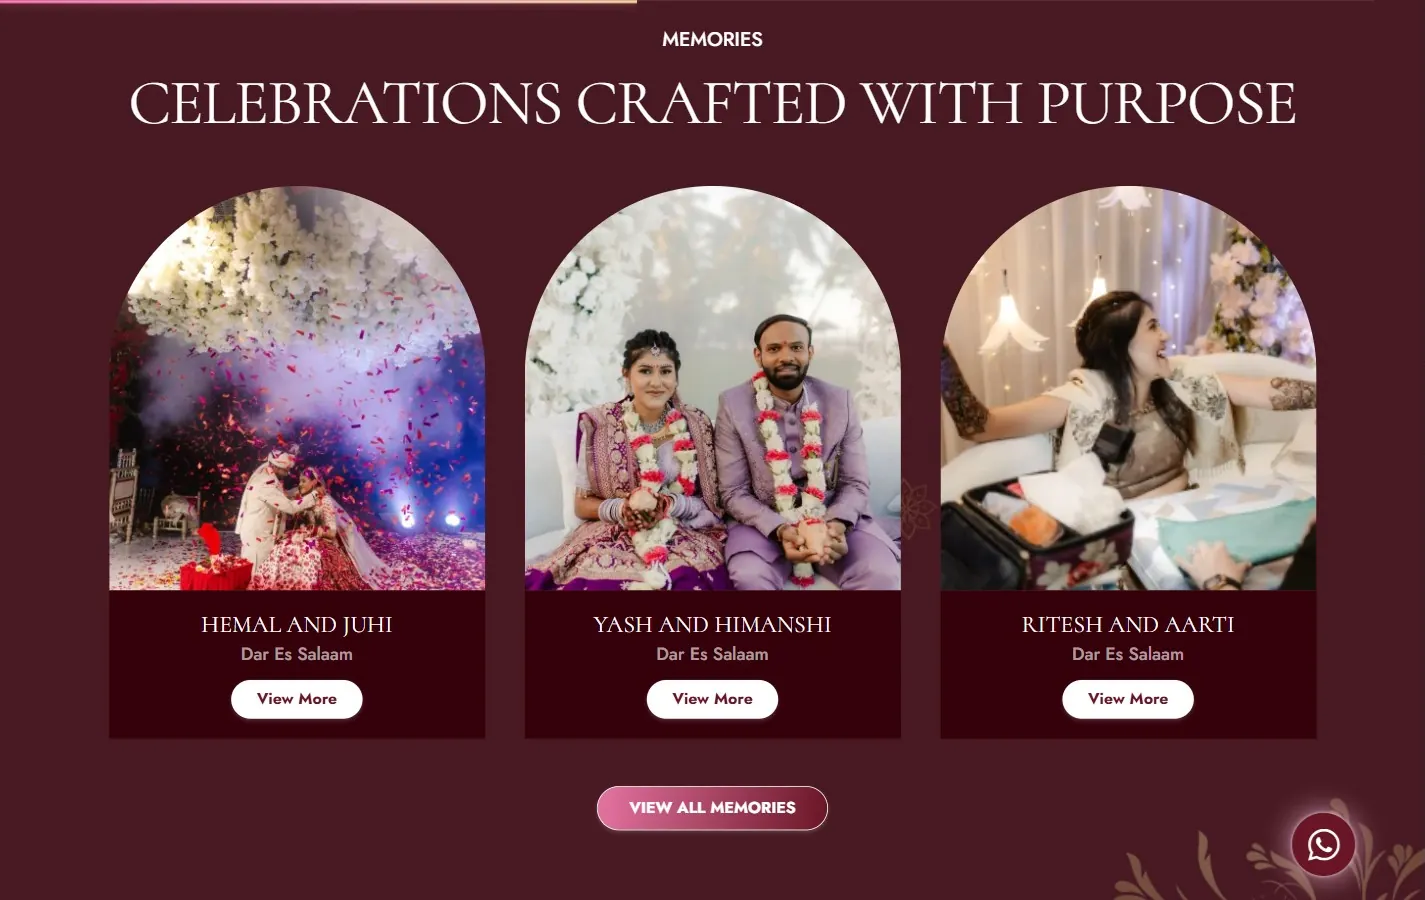 MEMORIES
CELEBRATIONS CRAFTED WITH PURPOSE
HEMAL AND JUHI
Dar Es Salaam
View More
YASH AND HIMANSHI
Dar Es Salaam
View More
RITESH AND AARTI
Dar Es Salaam
View More
VIEW ALL MEMORIES